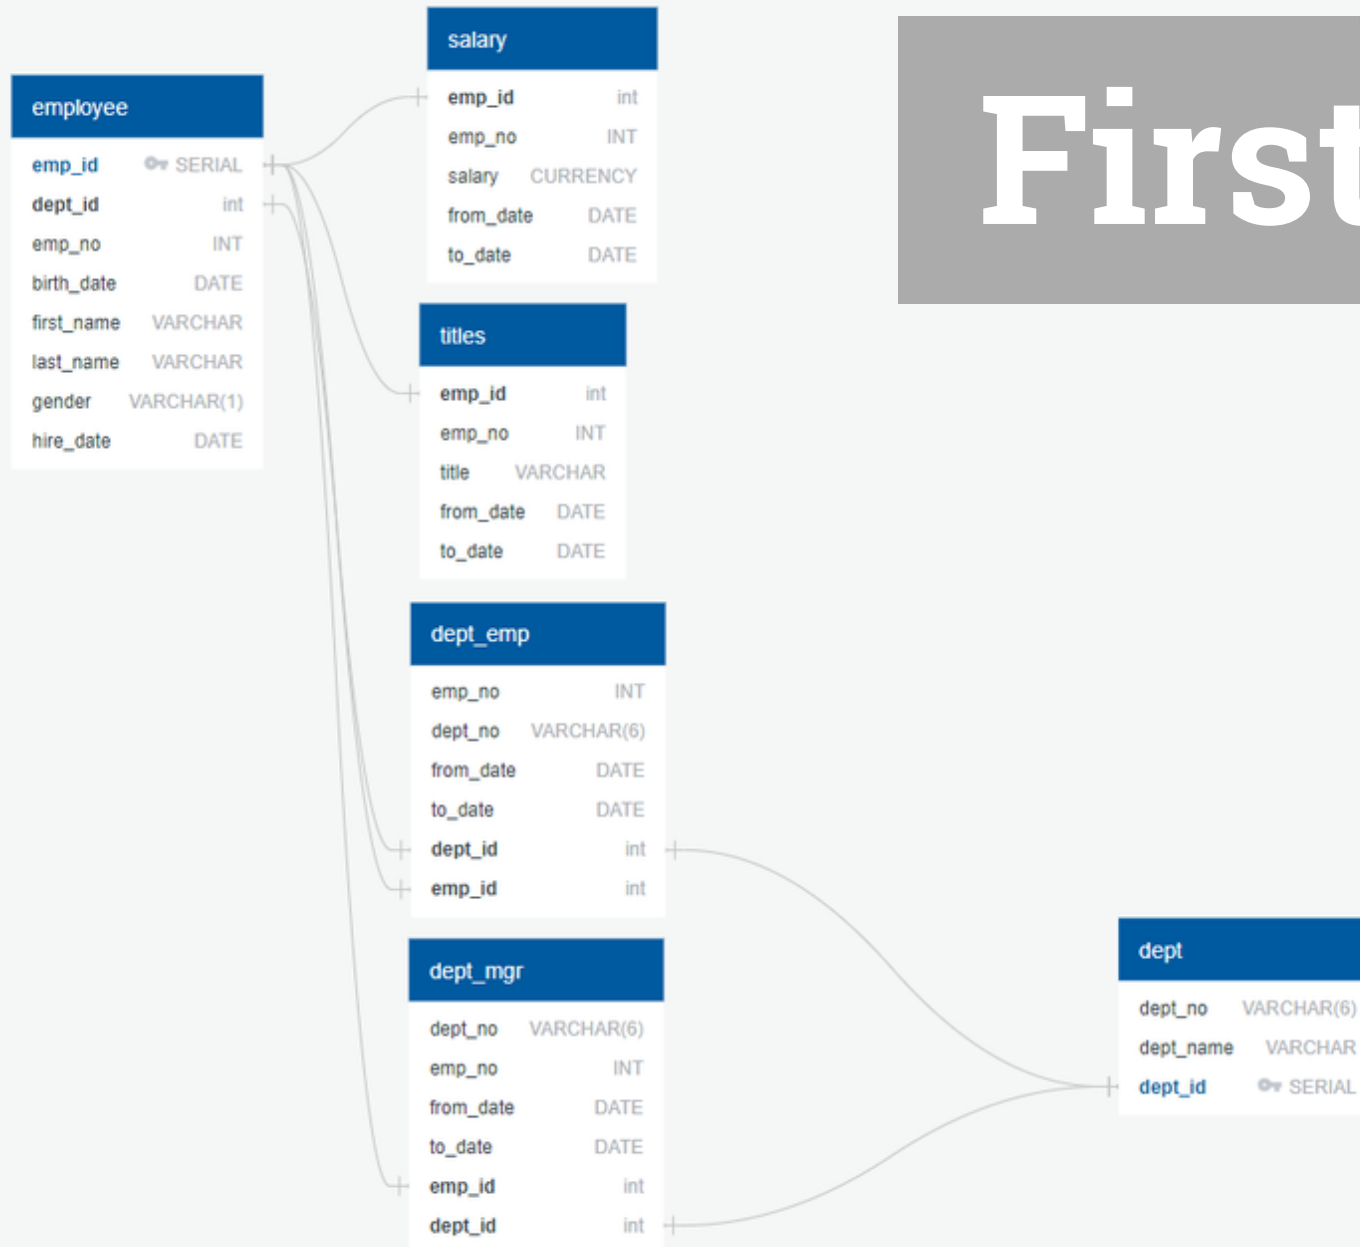 employee
emp_id SERIAL
dept_id int
emp_no INT
birth_date DATE
first_name VARCHAR
last_name VARCHAR
gender VARCHAR(1)
hire_date DATE
salary
emp_id int
emp_no INT
salary CURRENCY
from_date DATE
to_date DATE
titles
emp_id int
emp_no INT
title VARCHAR
from_date DATE
to_date DATE
dept_emp
emp_no INT
dept_no VARCHAR(6)
from_date DATE
to_date DATE
dept_id int
emp_id int
dept_mgr
dept_no VARCHAR(6)
emp_no INT
from_date DATE
to_date DATE
emp_id int
dept_id int
First
dept
dept_no VARCHAR(6)
dept_name VARCHAR
dept_id SERIAL